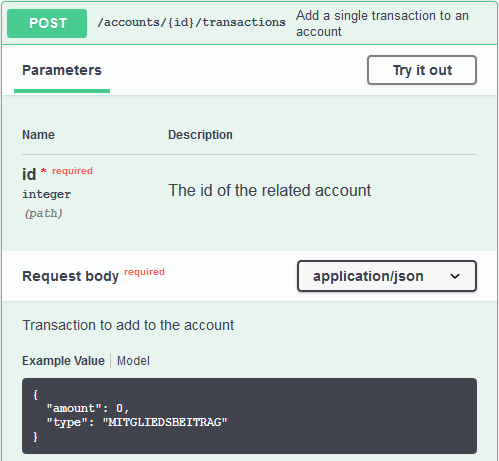 POST /accounts/{id}/transactions Add a single transaction to an
account
Parameters Try it out
Name Description
id * required
integer
(path)
The id of the related account
Request body required application/json
Transaction to add to the account
Example Value Model
{
"amount": 0,
"type": "MITGLIEDSBEITRAG"
}